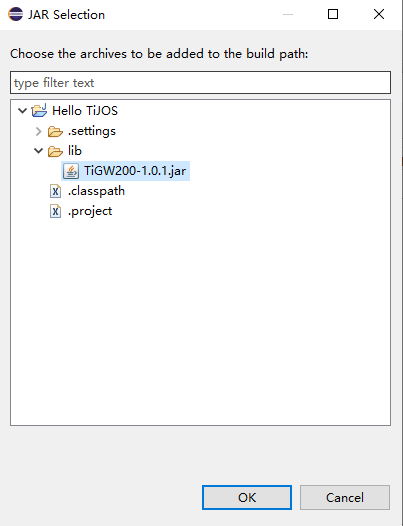 JAR Selection
Choose the archives to be added to the build path:
type filter text
Hello TiJOS
.settings
lib
TiGW200-1.0.1.jar
.classpath
.project
OK
Cancel